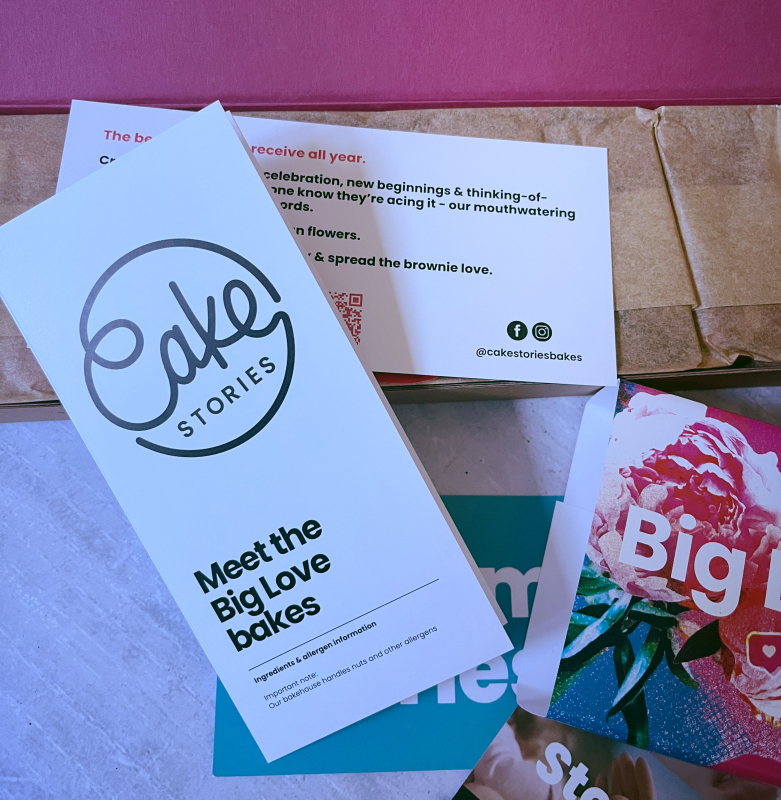 The be
receive all year.
celebration, new beginnings & thinking-of-
one know they're acing it - our mouthwatering
ords.
n flowers.
& spread the brownie love.
@cakestoriesbakes
Cake
STORIES
Meet the
Big Love
bakes
Ingredients & allergen information
Important note:
Our bakehouse handles nuts and other allergens
Big